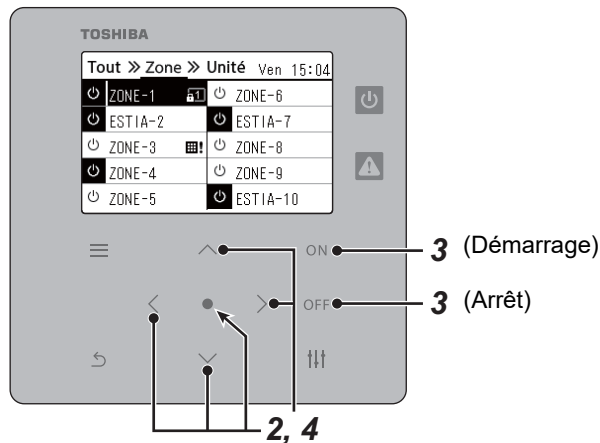 TOSHIBA
Tout ≫ Zone ≫ Unité Ven 15:04
ZONE-1 1 ZONE-6
ESTIA-2 ESTIA-7
ZONE-3 ! ZONE-8
ZONE-4 ZONE-9
ZONE-5 ESTIA-10
ON 3 (Démarrage)
OFF 3 (Arrêt)
2, 4